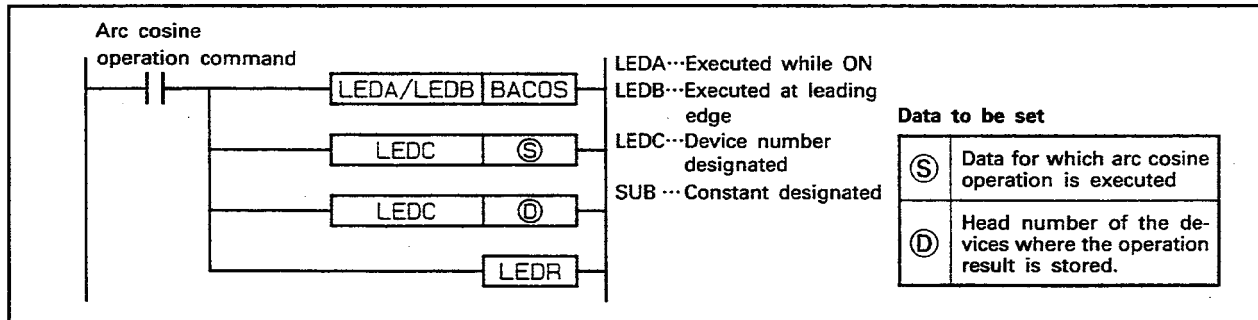 Arc cosine
operation command
LEDA/LEDB BACOS
LEDC Ⓢ
LEDC Ⓓ
LEDR
LEDA···Executed while ON
LEDB···Executed at leading
edge
LEDC···Device number
designated
SUB ···Constant designated
Data to be set
Ⓢ Data for which arc cosine
operation is executed
Ⓓ Head number of the de-
vices where the operation
result is stored.